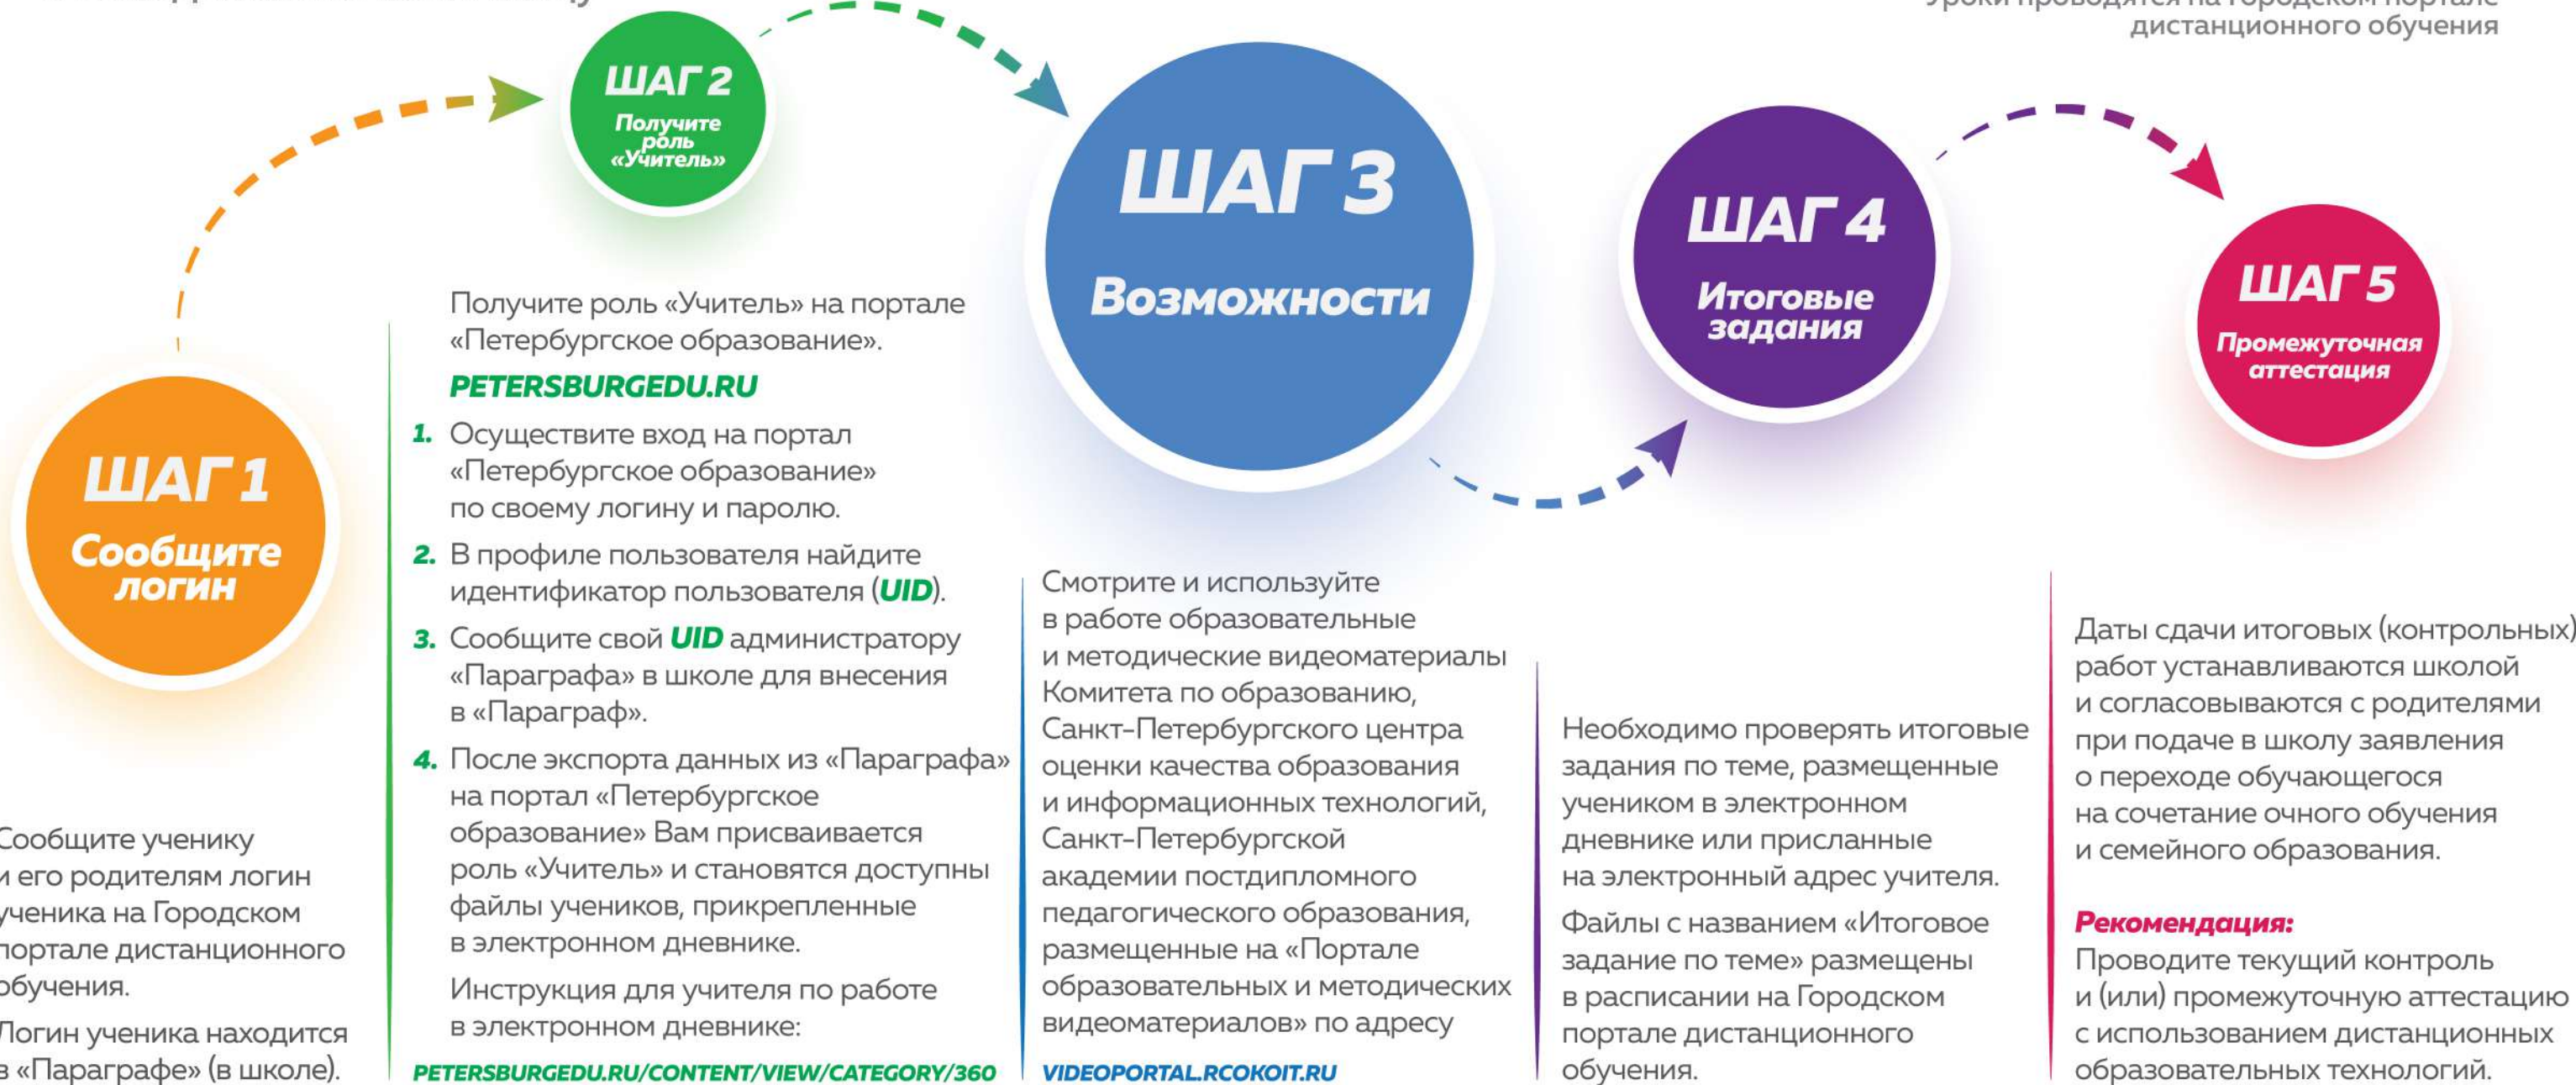 Уроки проводятся на Городском портале
дистанционного обучения
ШАГ 1
Сообщите
логин
Сообщите ученику
и его родителям логин
ученика на Городском
портале дистанционного
обучения.
Логин ученика находится
в «Параграфе» (в школе).
ШАГ 2
Получите
роль
«Учитель»
Получите роль «Учитель» на портале
«Петербургское образование».
PETERSBURGEDU.RU
1. Осуществите вход на портал
«Петербургское образование»
по своему логину и паролю.
2. В профиле пользователя найдите
идентификатор пользователя (UID).
3. Сообщите свой UID администратору
«Параграфа» в школе для внесения
в «Параграф».
4. После экспорта данных из «Параграфа»
на портал «Петербургское
образование» Вам присваивается
роль «Учитель» и становятся доступны
файлы учеников, прикрепленные
в электронном дневнике.
Инструкция для учителя по работе
в электронном дневнике:
PETERSBURGEDU.RU/CONTENT/VIEW/CATEGORY/360
ШАГ 3
Возможности
Смотрите и используйте
в работе образовательные
и методические видеоматериалы
Комитета по образованию,
Санкт-Петербургского центра
оценки качества образования
и информационных технологий,
Санкт-Петербургской
академии постдипломного
педагогического образования,
размещенные на «Портале
образовательных и методических
видеоматериалов» по адресу
VIDEOPORTAL.RCOKOIT.RU
ШАГ 4
Итоговые
задания
Необходимо проверять итоговые
задания по теме, размещенные
учеником в электронном
дневнике или присланные
на электронный адрес учителя.
Файлы с названием «Итоговое
задание по теме» размещены
в расписании на Городском
портале дистанционного
обучения.
ШАГ 5
Промежуточная
аттестация
Даты сдачи итоговых (контрольных)
работ устанавливаются школой
и согласовываются с родителями
при подаче в школу заявления
о переходе обучающегося
на сочетание очного обучения
и семейного образования.
Рекомендация:
Проводите текущий контроль
и (или) промежуточную аттестацию
с использованием дистанционных
образовательных технологий.